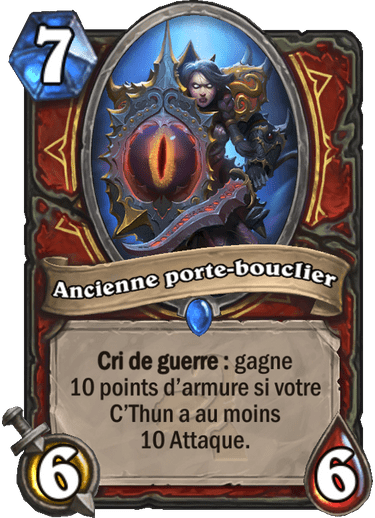 7
Ancienne porte-bouclier
Cri de guerre : gagne
10 points d’armure si votre
C’Thun a au moins
10 Attaque.
6
6